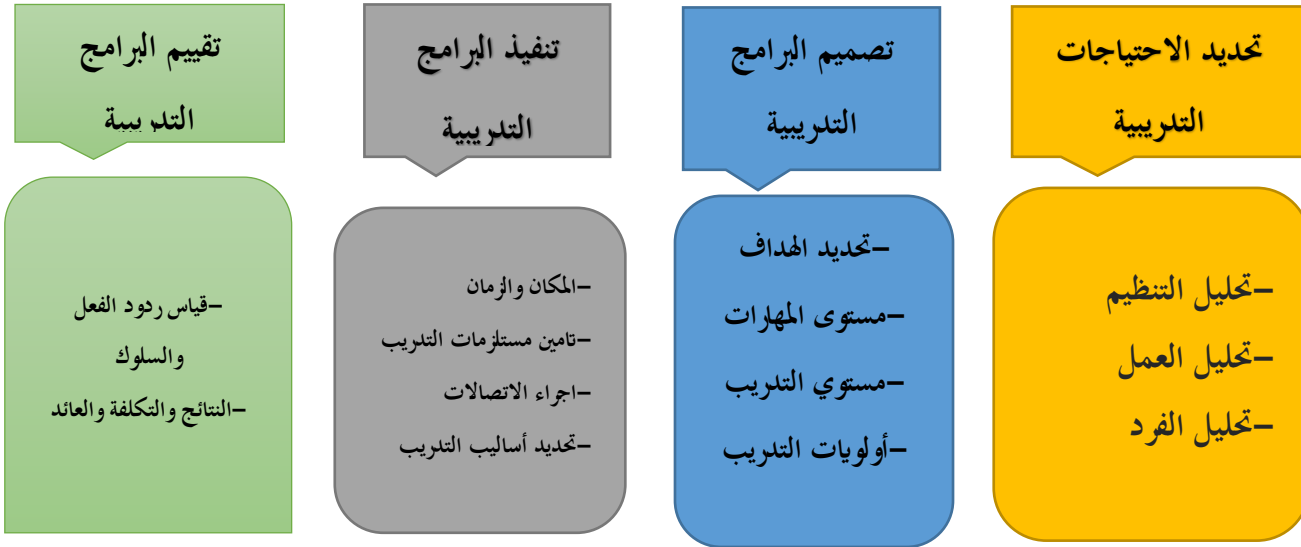 تحديد الاحتياجات
التدريبية
–تحليل التنظيم
–تحليل العمل
–تحليل الفرد
تصميم البرامج
التدريبية
–تحديد الهداف
–مستوى المهارات
–مستوي التدريب
–أولويات التدريب
تنفيذ البرامج
التدريبية
–المكان والزمان
–تامين مستلزمات التدريب
–اجراء الاتصالات
–تحديد أساليب التدريب
تقييم البرامج
التدريبية
–قياس ردود الفعل
والسلوك
–النتائج والتكلفة والعائد